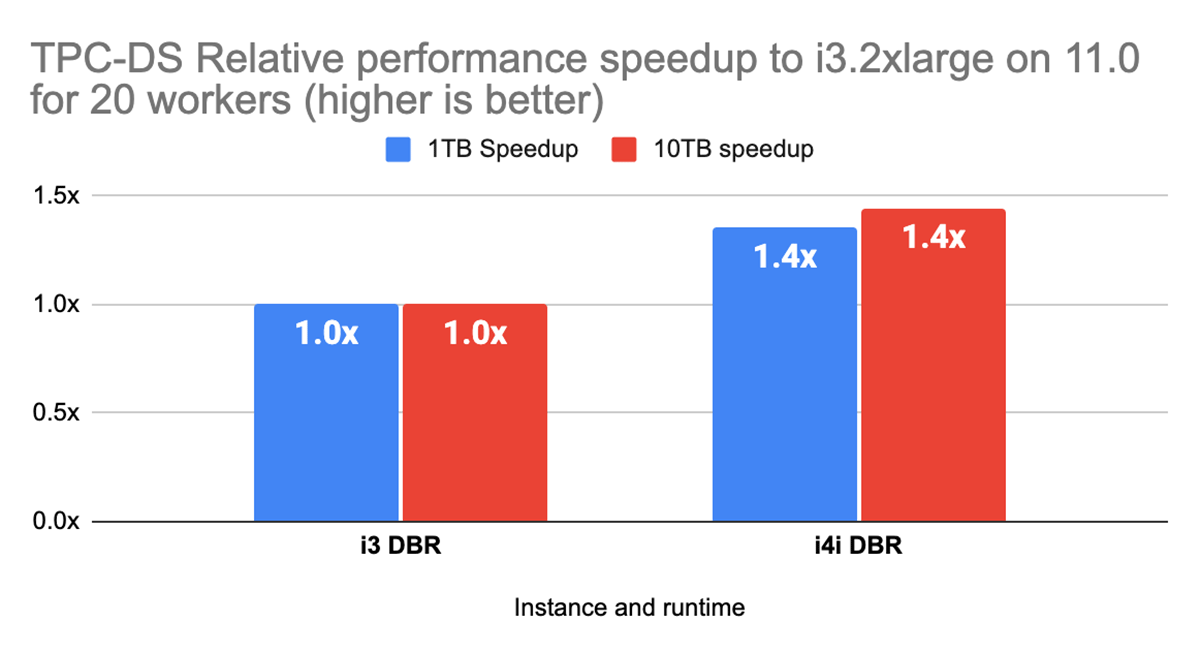 TPC-DS Relative performance speedup to i3.2xlarge on 11.0
for 20 workers (higher is better)
1TB Speedup 10TB speedup
1.5x
1.4x 1.4x
1.0x
1.0x 1.0x
0.5x
0.0x
i3 DBR i4i DBR
Instance and runtime